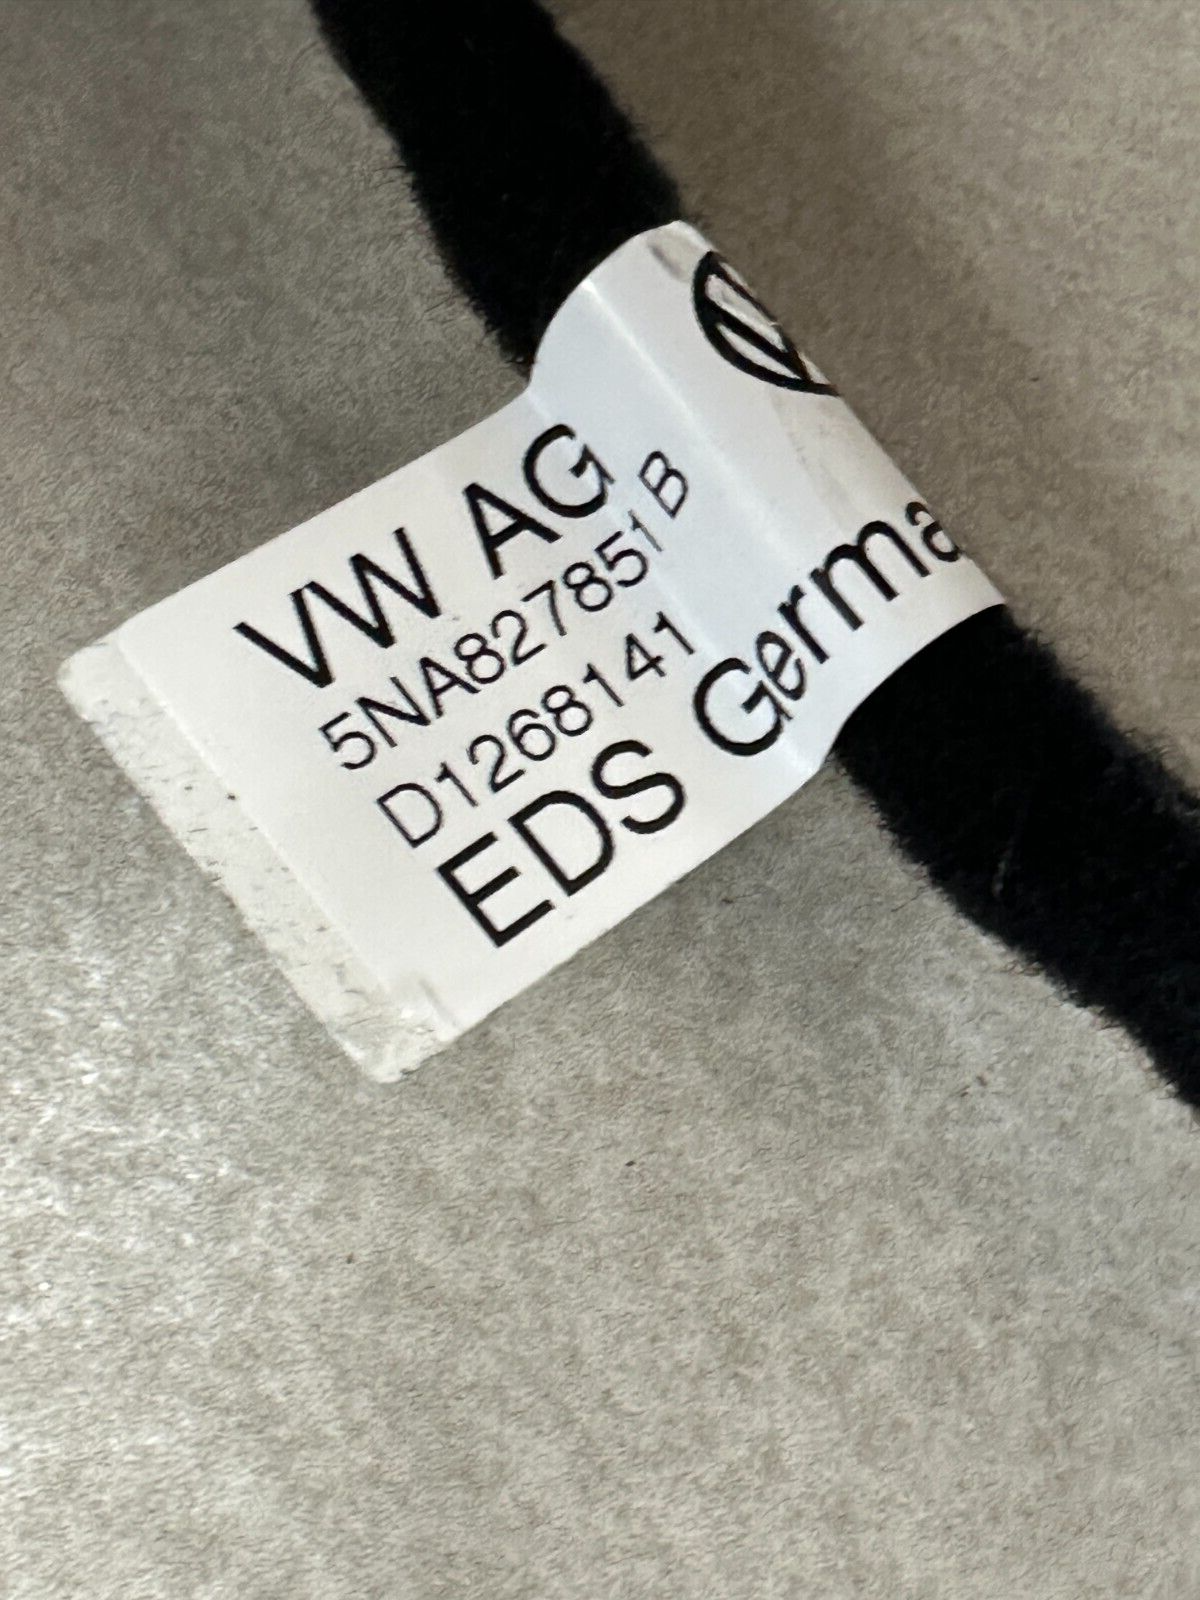 VW AG
5NA827851 B
D1268141
EDS Germa